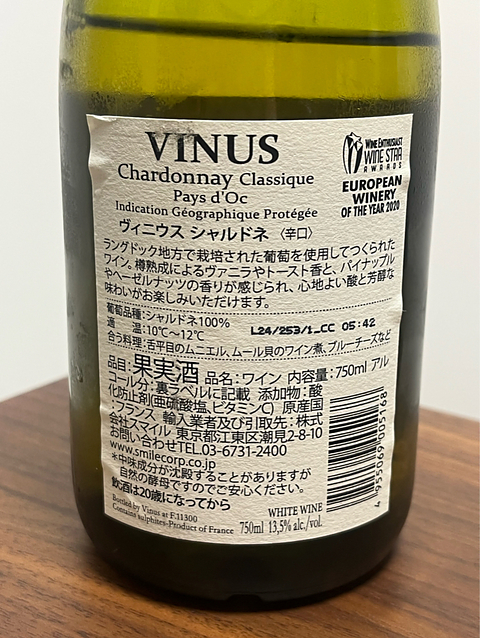 VINUS
Chardonnay Classique
Pays d'Oc
Indication Géographique Protégée
WINE ENTHUSIAST
WINE STAR
AWARDS
EUROPEAN
WINERY
OF THE YEAR 2020
ヴィニウス シャルドネ 〈辛口〉
ラングドック地方で栽培された葡萄を使用してつくられた
ワイン。樽熟成によるヴァニラやトースト香と、パイナップル
やヘーゼルナッツの香りが感じられ、心地よい酸と芳醇な
味わいがお楽しみいただけます。
葡萄品種:シャルドネ100%
適 温:10℃〜12℃
L24/253/1_CC 05:42
合う料理:舌平目のムニエル、ムール貝のワイン煮、ブルーチーズなど
品目:果実酒 品名:ワイン 内容量:750ml アル
コール分:裏ラベルに記載 添加物:酸
化防止剤(亜硫酸塩、ビタミンC) 原産国
:フランス 輸入業者及び引取先:株式
会社スマイル 東京都江東区潮見2-8-10
お問い合わせTEL.03-6731-2400
www.smilecorp.co.jp
*中味成分が沈殿することがありますが
自然の酵母ですのでご安心ください。
飲酒は20歳になってから
Bottled by Vinus at F.11300
Contains sulphites-Product of France
WHITE WINE
750ml 13,5% alc./vol.
4 955069 005148